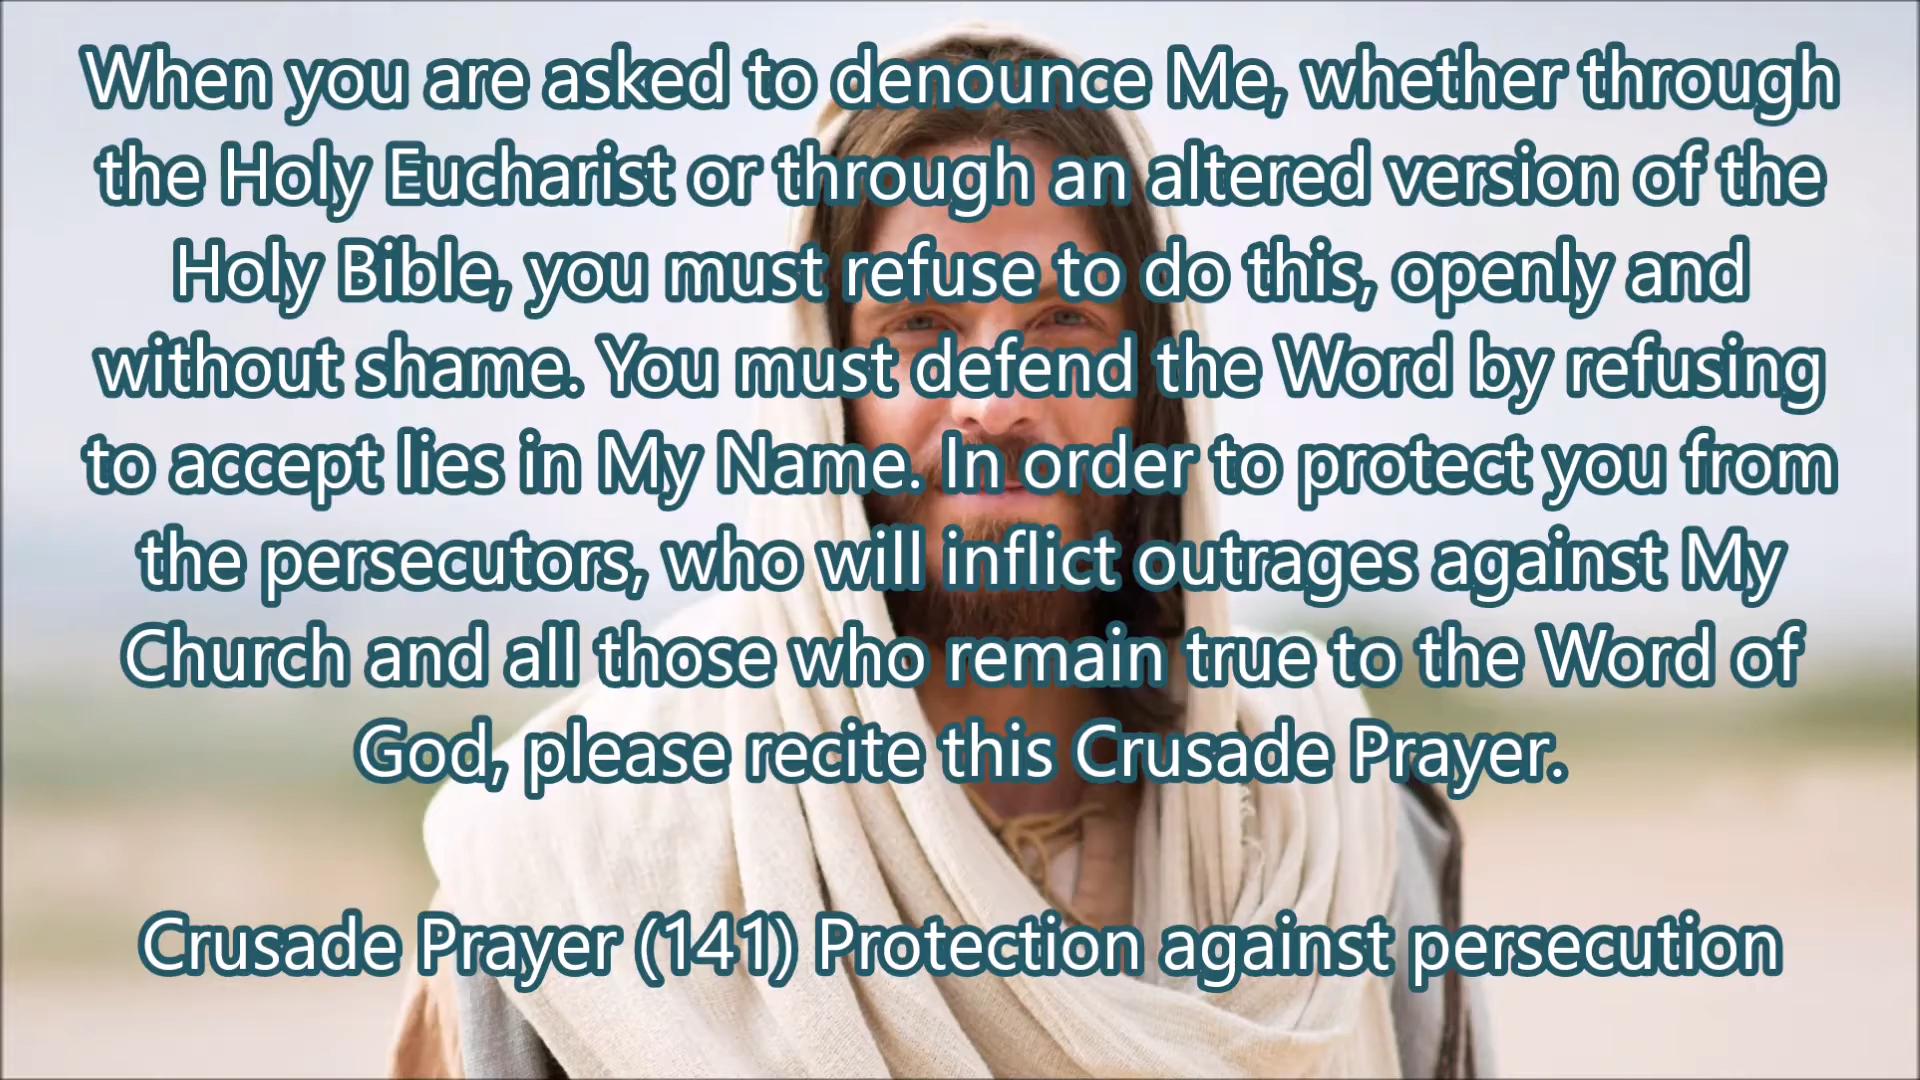 When you are asked to denounce Me, whether through
the Holy Eucharist or through an altered version of the
Holy Bible, you must refuse to do this, openly and
without shame. You must defend the Word by refusing
to accept lies in My Name. In order to protect you from
the persecutors, who will inflict outrages against My
Church and all those who remain true to the Word of
God, please recite this Crusade Prayer.
Crusade Prayer (141) Protection against persecution